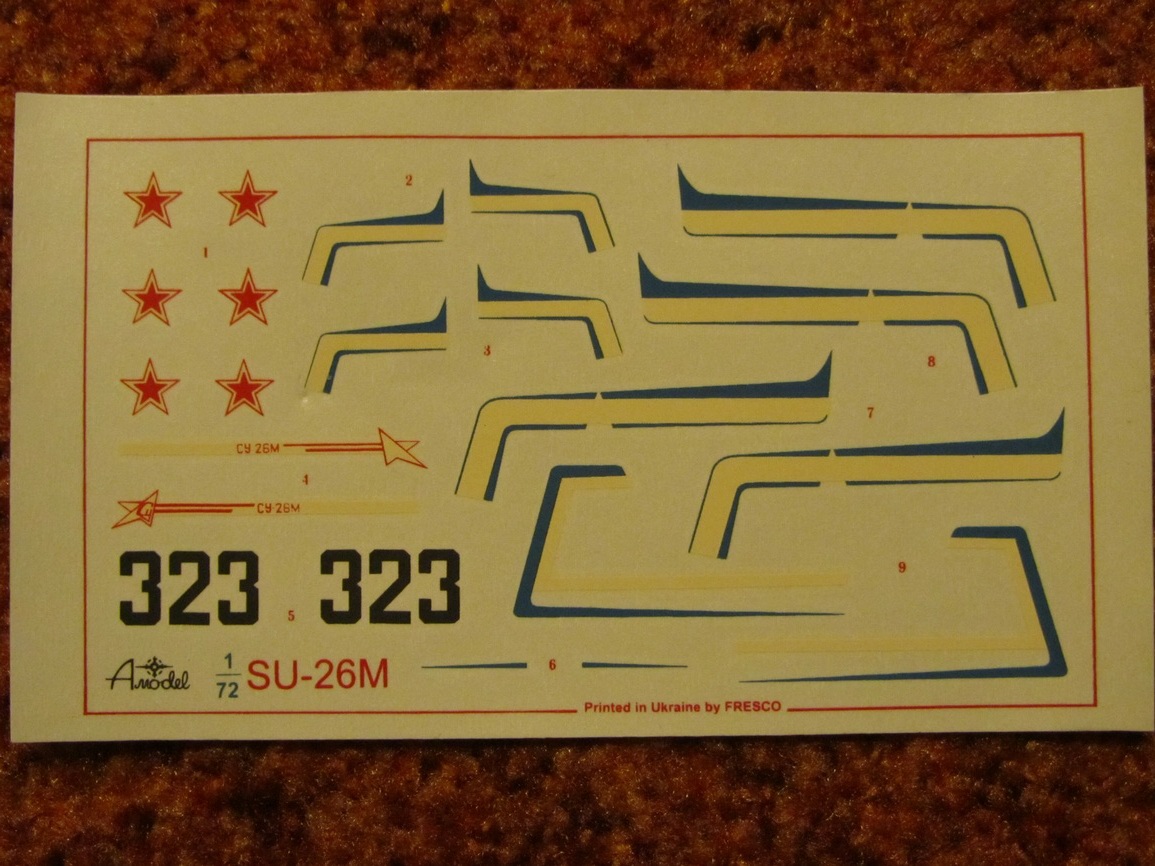 2
1
3
8
7
СУ 26М
4
СУ-26М
9
323 323
5
6
Amodel 1/72 SU-26M
Printed in Ukraine by FRESCO